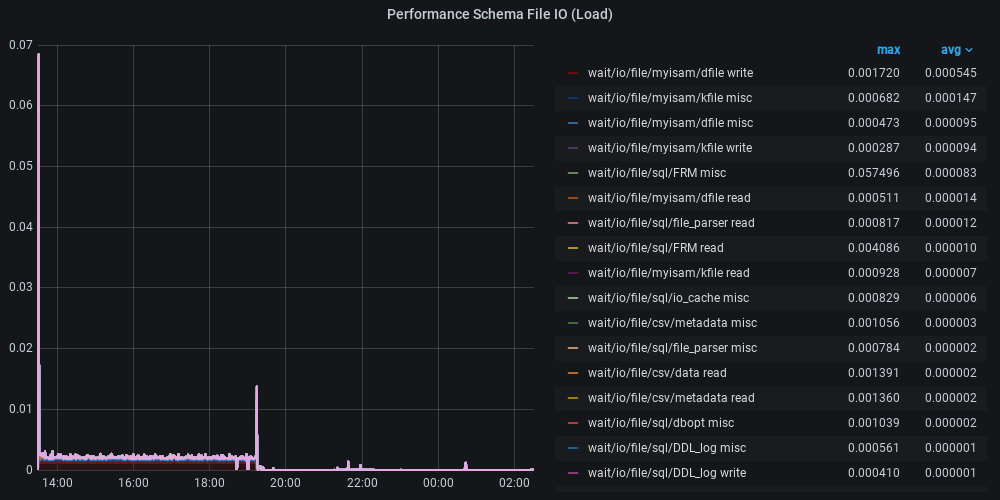 Performance Schema File IO (Load)
0.07
0.06
0.05
0.04
0.03
0.02
0.01
0
14:00 16:00 18:00 20:00 22:00 00:00 02:00
max avg
wait/io/file/myisam/dfile write 0.001720 0.000545
wait/io/file/myisam/kfile misc 0.000682 0.000147
wait/io/file/myisam/dfile misc 0.000473 0.000095
wait/io/file/myisam/kfile write 0.000287 0.000094
wait/io/file/sql/FRM misc 0.057496 0.000083
wait/io/file/myisam/dfile read 0.000511 0.000014
wait/io/file/sql/file_parser read 0.000817 0.000012
wait/io/file/sql/FRM read 0.004086 0.000010
wait/io/file/myisam/kfile read 0.000928 0.000007
wait/io/file/sql/io_cache misc 0.000829 0.000006
wait/io/file/csv/metadata misc 0.001056 0.000003
wait/io/file/sql/file_parser misc 0.000784 0.000002
wait/io/file/csv/data read 0.001391 0.000002
wait/io/file/csv/metadata read 0.001360 0.000002
wait/io/file/sql/dbopt misc 0.001039 0.000002
wait/io/file/sql/DDL_log misc 0.000561 0.000001
wait/io/file/sql/DDL_log write 0.000410 0.000001